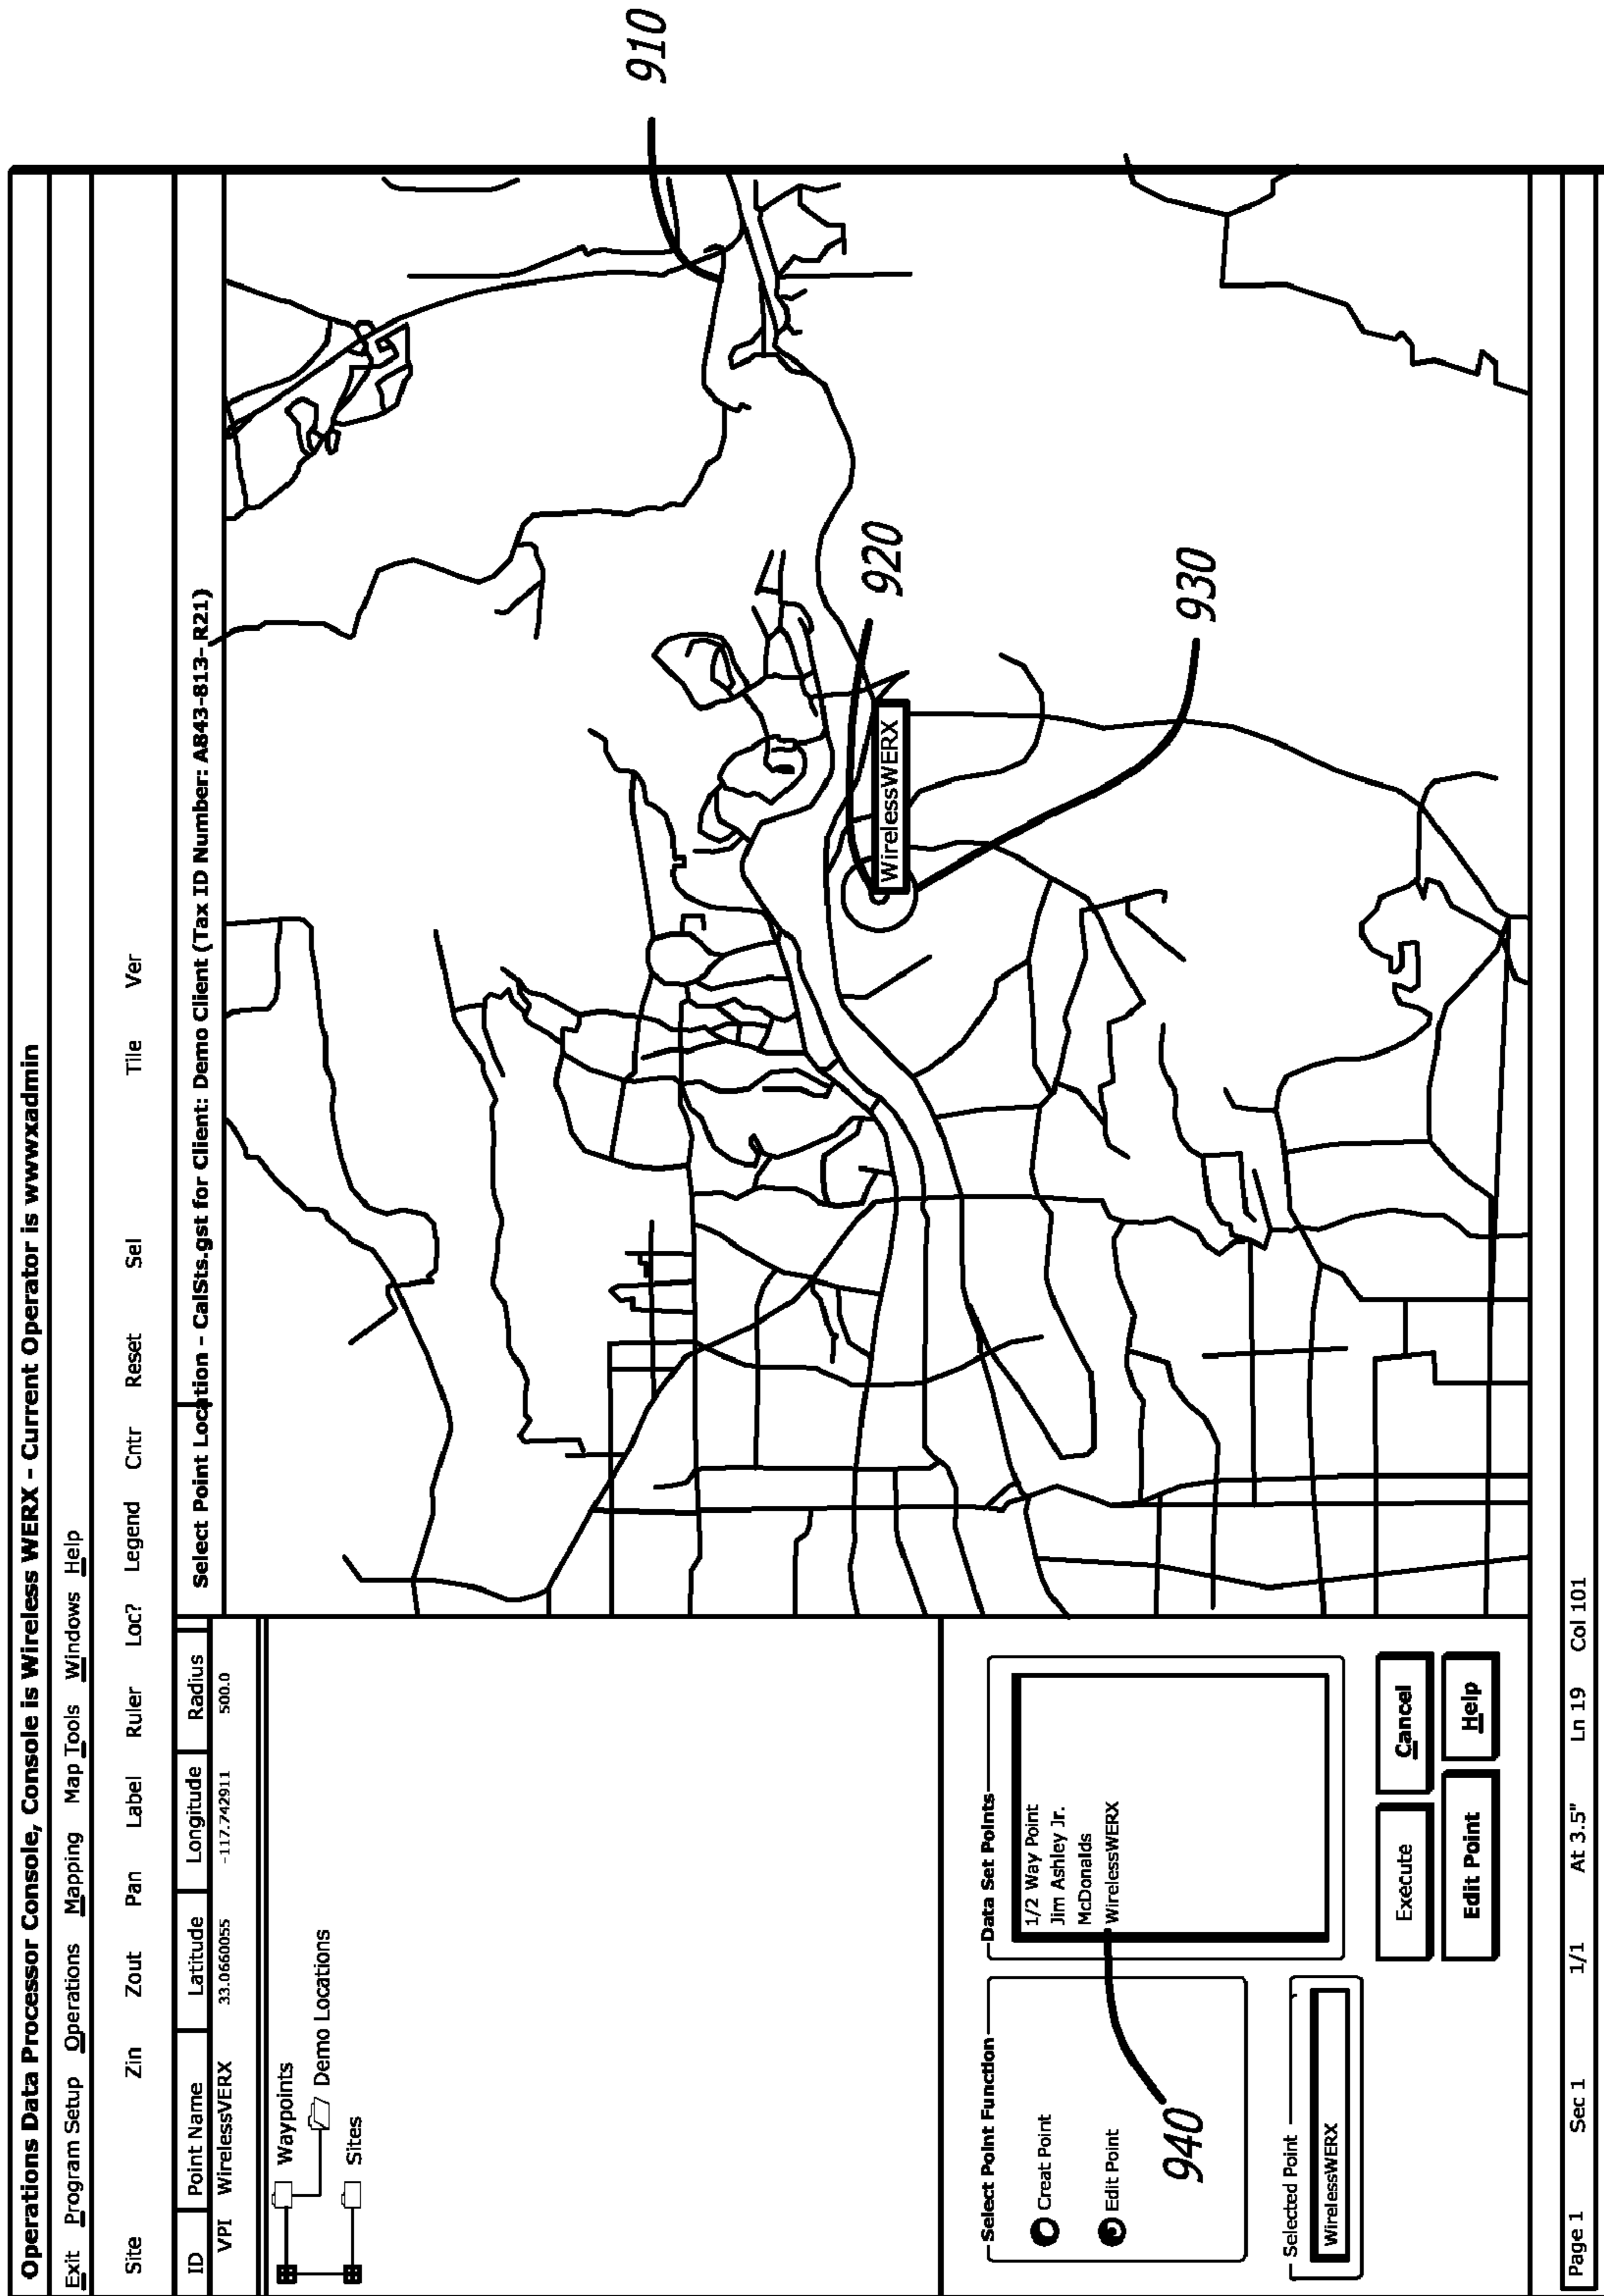 Operations Data Processor Console, Console is Wireless WERX - Current Operator is wwwxadmin
Exit Program Setup Operations Mapping Map Tools Windows Help
Site Zin Zout Pan Label Ruler Loc? Legend Cntr Reset Sel Tile Ver
ID Point Name Latitude Longitude Radius
VPI WirelessVERX 33.0660055 -117.742911 500.0
Waypoints
Demo Locations
Sites
Select Point Location - CalSts.gst for Client: Demo Client (Tax ID Number: A843-813-R21)
910
920
WirelessWERX
930
Select Point Function
Creat Point
Edit Point
940
Data Set Points
1/2 Way Point
Jim Ashley Jr.
McDonalds
WirelessWERX
Selected Point
WirelessWERX
Execute Cancel
Edit Point Help
Page 1 Sec 1 1/1 At 3.5" Ln 19 Col 101